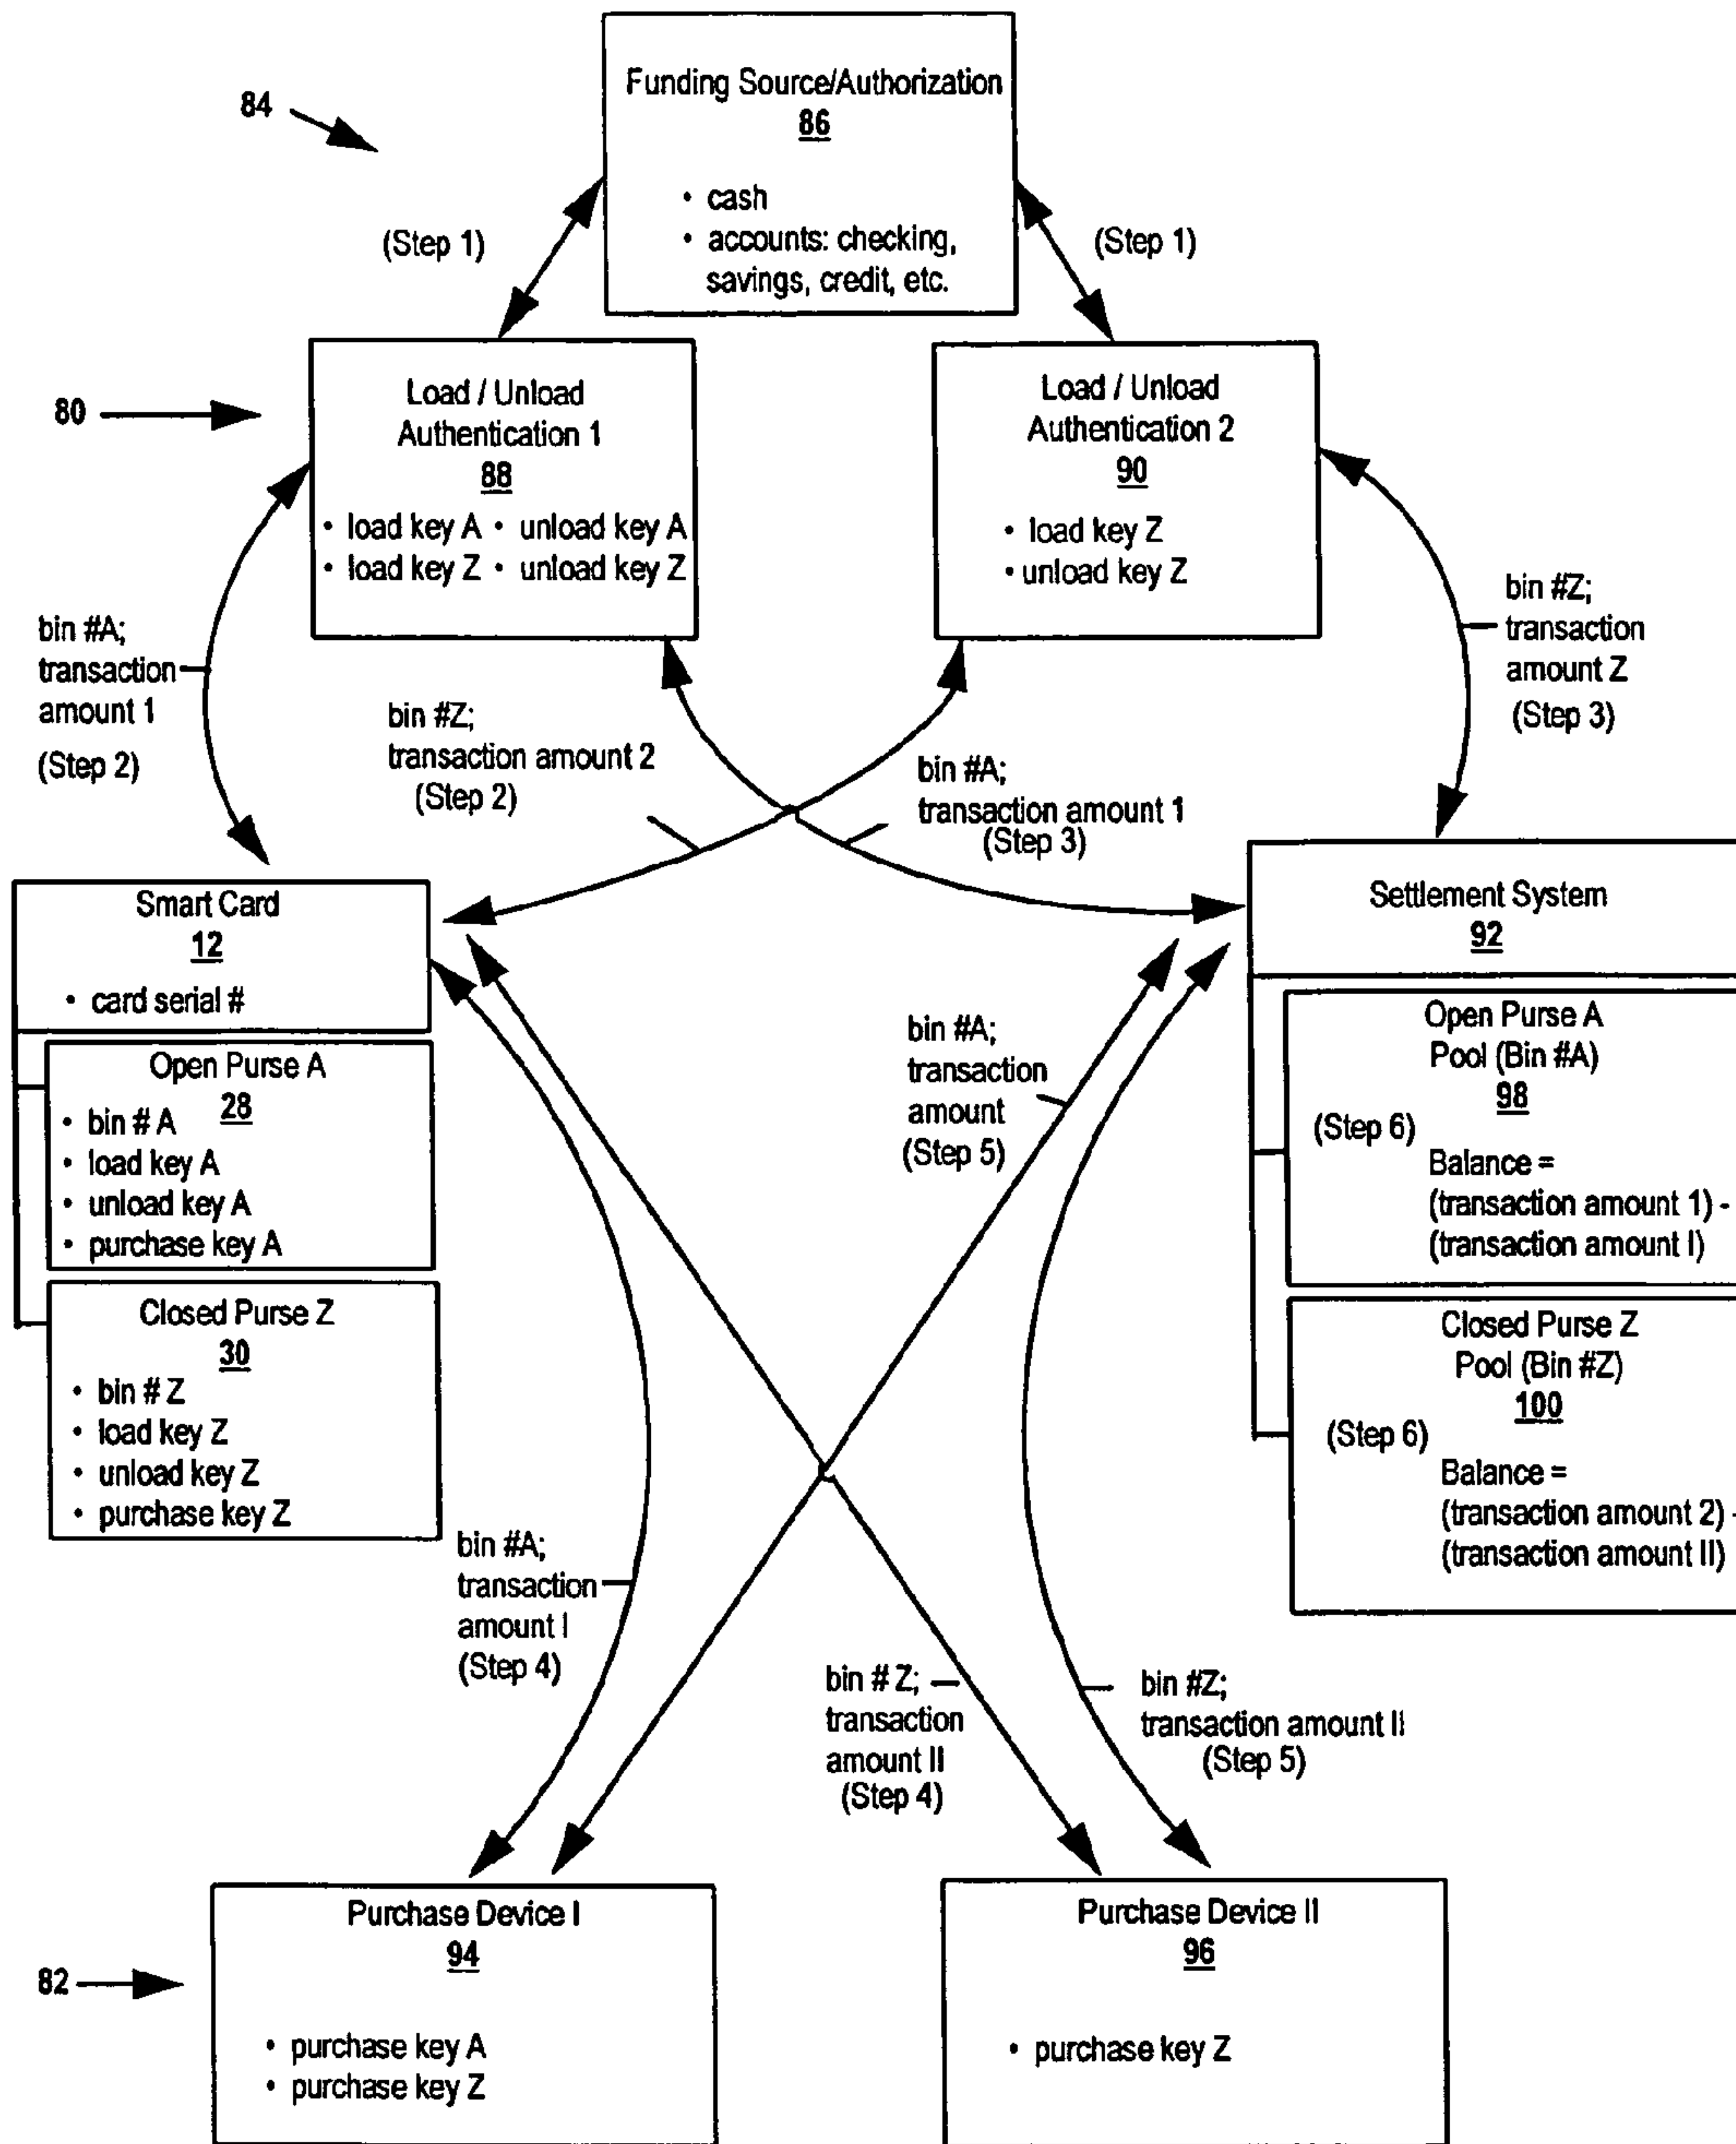 Funding Source/Authorization
86
• cash
• accounts: checking,
savings, credit, etc.
84
(Step 1)
(Step 1)
80
Load / Unload
Authentication 1
88
• load key A • unload key A
• load key Z • unload key Z
Load / Unload
Authentication 2
90
• load key Z
• unload key Z
bin #A;
transaction
amount 1
(Step 2)
bin #Z;
transaction amount 2
(Step 2)
bin #A;
transaction amount 1
(Step 3)
bin #Z;
transaction
amount Z
(Step 3)
Smart Card
12
• card serial #
Open Purse A
28
• bin # A
• load key A
• unload key A
• purchase key A
Closed Purse Z
30
• bin # Z
• load key Z
• unload key Z
• purchase key Z
Settlement System
92
Open Purse A
Pool (Bin #A)
98
(Step 6)
Balance =
(transaction amount 1) -
(transaction amount I)
Closed Purse Z
Pool (Bin #Z)
100
(Step 6)
Balance =
(transaction amount 2) -
(transaction amount II)
bin #A;
transaction
amount
(Step 5)
bin #A;
transaction
amount I
(Step 4)
bin # Z;
transaction
amount II
(Step 4)
bin #Z;
transaction amount II
(Step 5)
82
Purchase Device I
94
• purchase key A
• purchase key Z
Purchase Device II
96
• purchase key Z